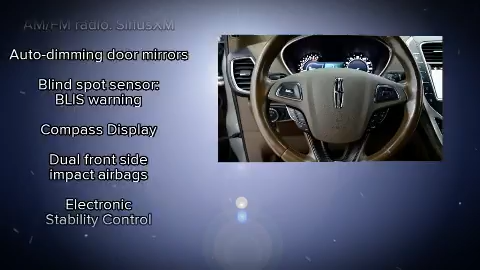 AM/FM radio: SiriusXM
Auto-dimming door mirrors
Blind spot sensor:
BLIS warning
Compass Display
Dual front side
impact airbags
Electronic
Stability Control